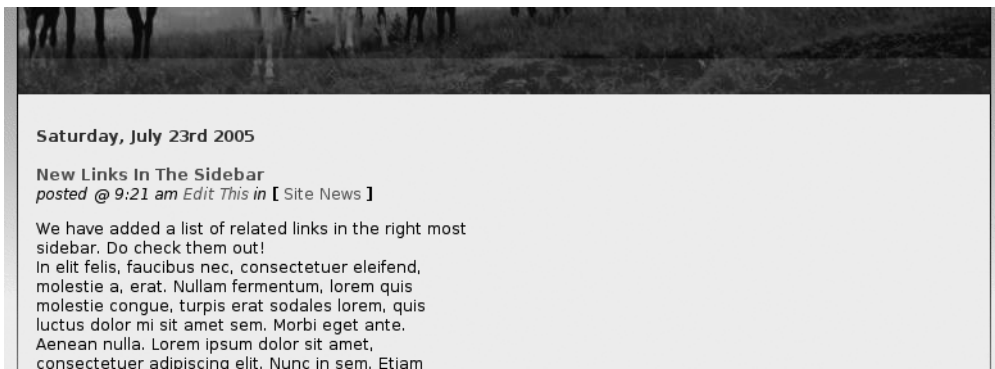 Saturday, July 23rd 2005
New Links In The Sidebar
posted @ 9:21 am Edit This in [ Site News ]
We have added a list of related links in the right most
sidebar. Do check them out!
In elit felis, faucibus nec, consectetuer eleifend,
molestie a, erat. Nullam fermentum, lorem quis
molestie congue, turpis erat sodales lorem, quis
luctus dolor mi sit amet sem. Morbi eget ante.
Aenean nulla. Lorem ipsum dolor sit amet,
consectetuer adipiscing elit. Nunc in sem. Etiam